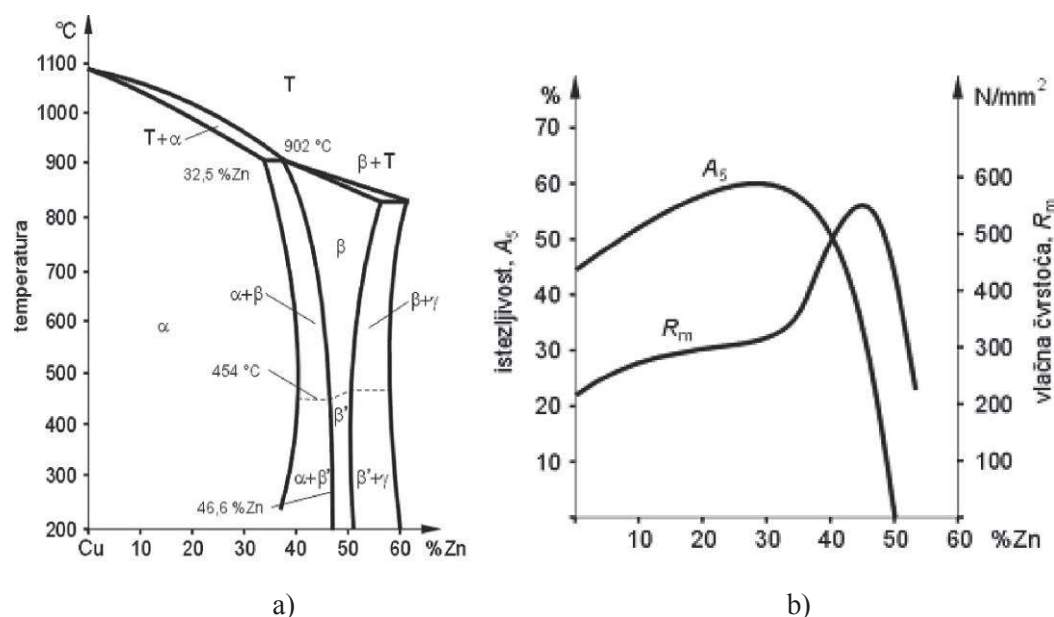 °C
1100
1000
900
800
700
600
500
400
300
200
temperatura
T
T+α
902 °C
β+T
32,5 %Zn
β
α+β
β+γ
α
454 °C
β'
α+β'
β'+γ
46,6 %Zn
Cu 10 20 30 40 50 60 %Zn
a)
%
70
60
50
40
30
20
10
istezljivost, A5
A5
Rm
N/mm2
600
500
400
300
200
100
vlačna čvrstoća, Rm
10 20 30 40 50 60 %Zn
b)